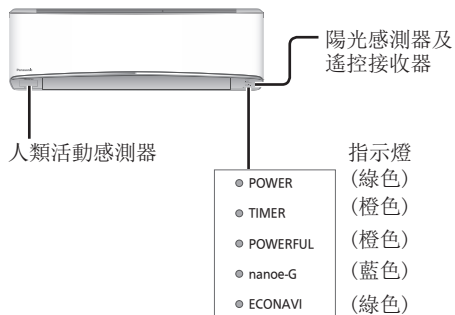 Panasonic
陽光感測器及
遙控接收器
人類活動感測器
指示燈
POWER (綠色)
TIMER (橙色)
POWERFUL (橙色)
nanoe-G (藍色)
ECONAVI (綠色)